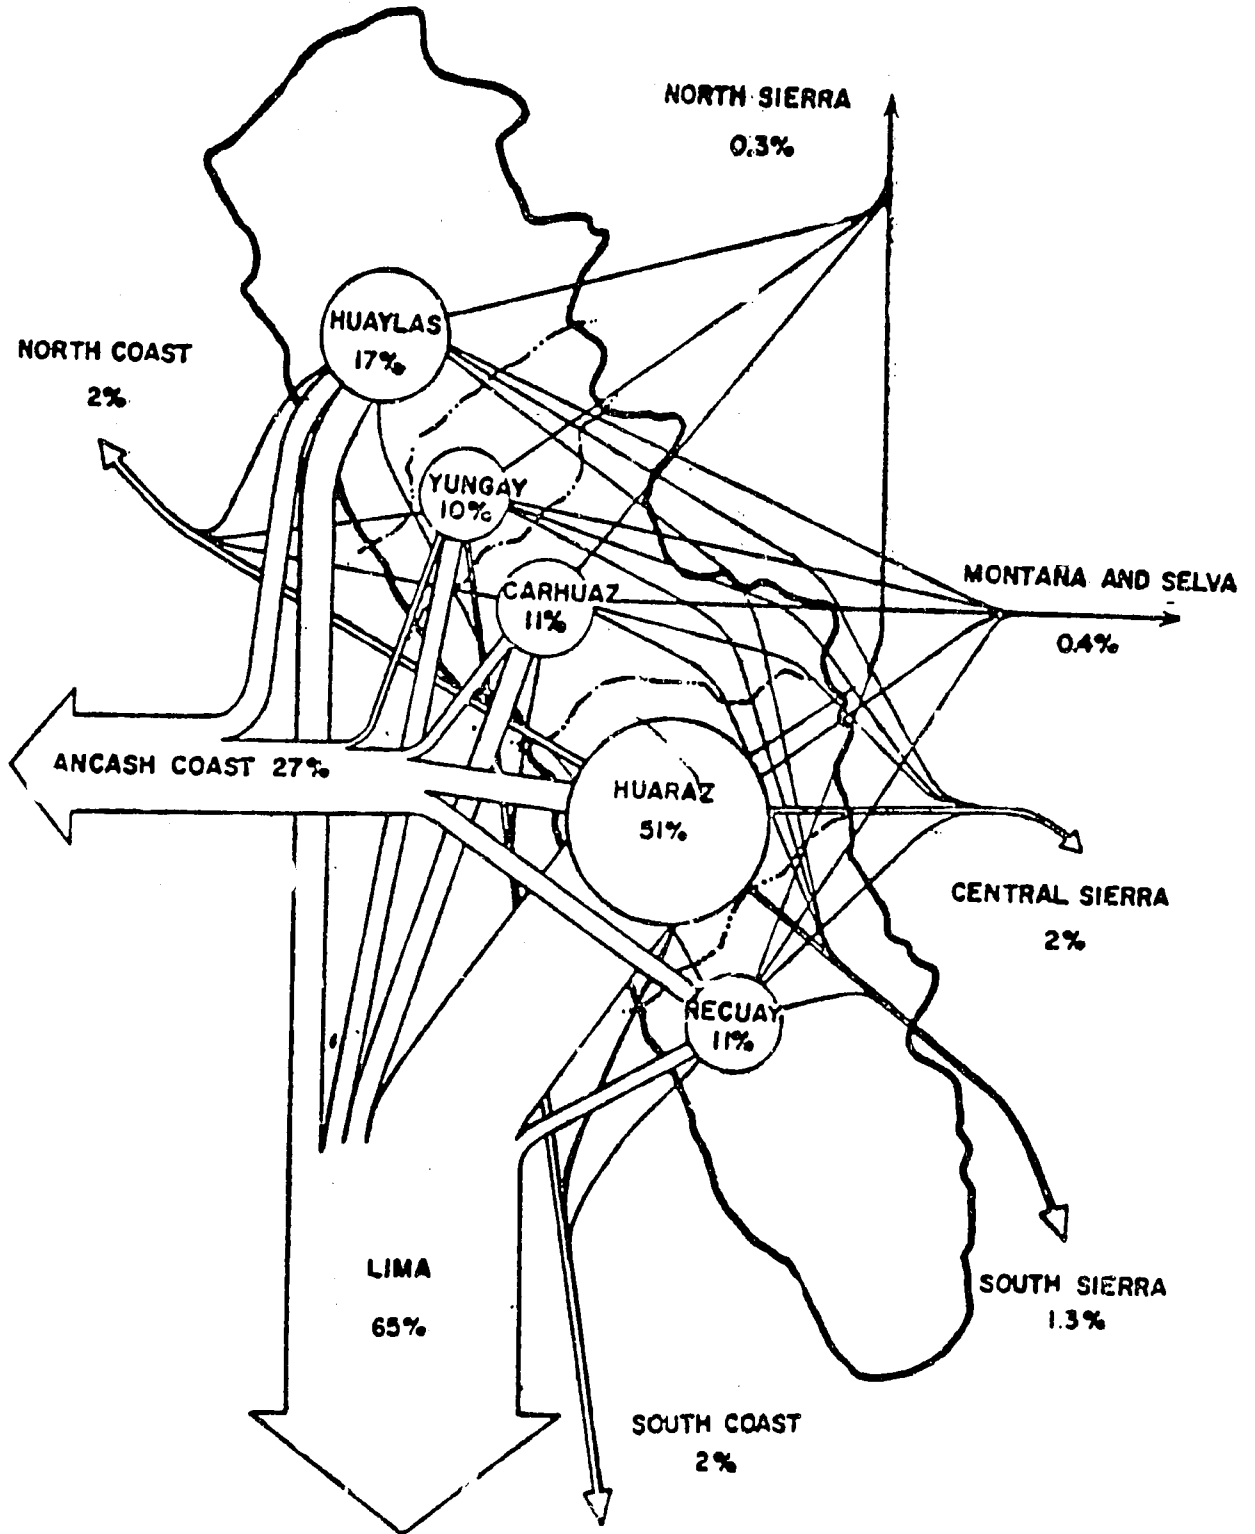 NORTH SIERRA
0.3%
HUAYLAS
17%
NORTH COAST
2%
YUNGAY
10%
CARHUAZ
11%
MONTAÑA AND SELVA
0.4%
ANCASH COAST 27%
HUARAZ
51%
CENTRAL SIERRA
2%
RECUAY
11%
LIMA
65%
SOUTH SIERRA
1.3%
SOUTH COAST
2%